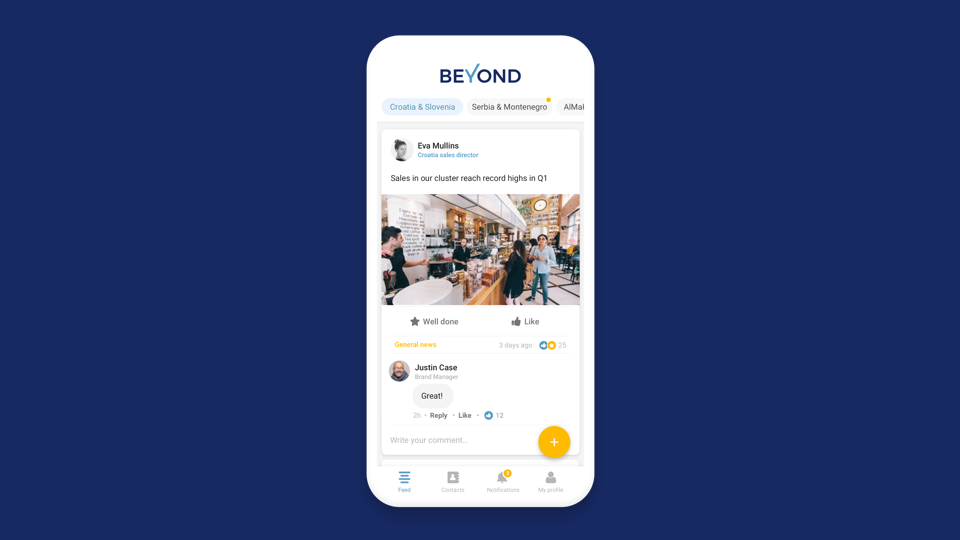 BEYOND
Croatia & Slovenia
Serbia & Montenegro
Eva Mullins
Croatia sales director
Sales in our cluster reach record highs in Q1
Well done
Like
General news
3 days ago
25
Justin Case
Brand Manager
Great!
2h • Reply • Like • 12
Write your comment...
+
3
Feed
Contacts
Notifications
My profile